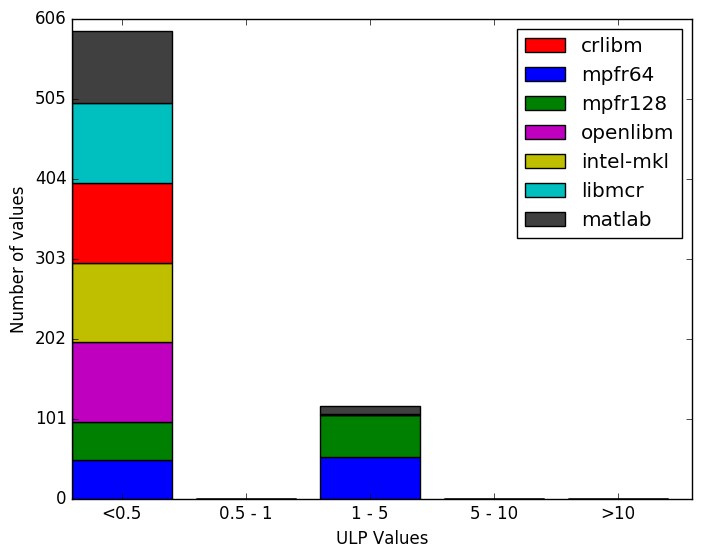 606
505
404
303
202
101
0
Number of values
crlibm
mpfr64
mpfr128
openlibm
intel-mkl
libmcr
matlab
<0.5
0.5 - 1
1 - 5
5 - 10
>10
ULP Values